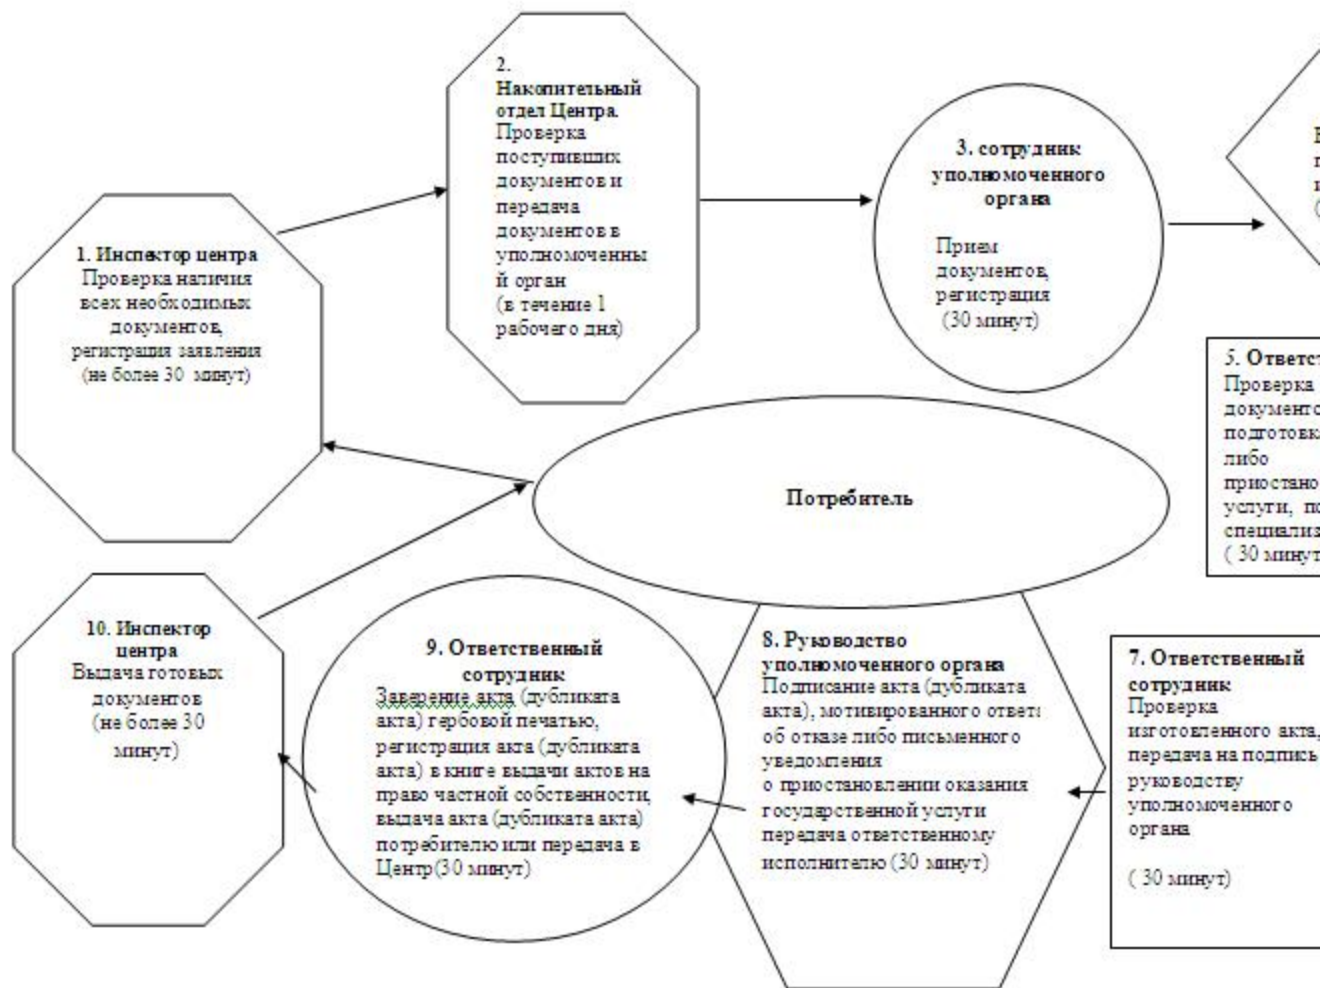 2.
Накопительный
отдел Центра.
Проверка
поступивших
документов и
передача
документов в
уполномоченны
й орган
(в течение 1
рабочего дня)
3. сотрудник
уполномоченного
органа
Прием
документов,
регистрация
(30 минут)
1. Инспектор центра
Проверка наличия
всех необходимых
документов,
регистрация заявления
(не более 30 минут)
5. Ответст
Проверка
документо
подготовка
либо
приостано
услуги, по
специализ
( 30 минут
Потребитель
10. Инспектор
центра
Выдача готовых
документов
(не более 30
минут)
9. Ответственный
сотрудник
Заверение акта (дубликата
акта) гербовой печатью,
регистрация акта (дубликата
акта) в книге выдачи актов на
право частной собственности,
выдача акта (дубликата акта)
потребителю или передача в
Центр(30 минут)
8. Руководство
уполномоченного органа
Подписание акта (дубликата
акта), мотивированного ответа
об отказе либо письменного
уведомления
о приостановлении оказания
государственной услуги
передача ответственному
исполнителю (30 минут)
7. Ответственный
сотрудник
Проверка
изготовленного акта,
передача на подпись
руководству
уполномоченного
органа
( 30 минут)